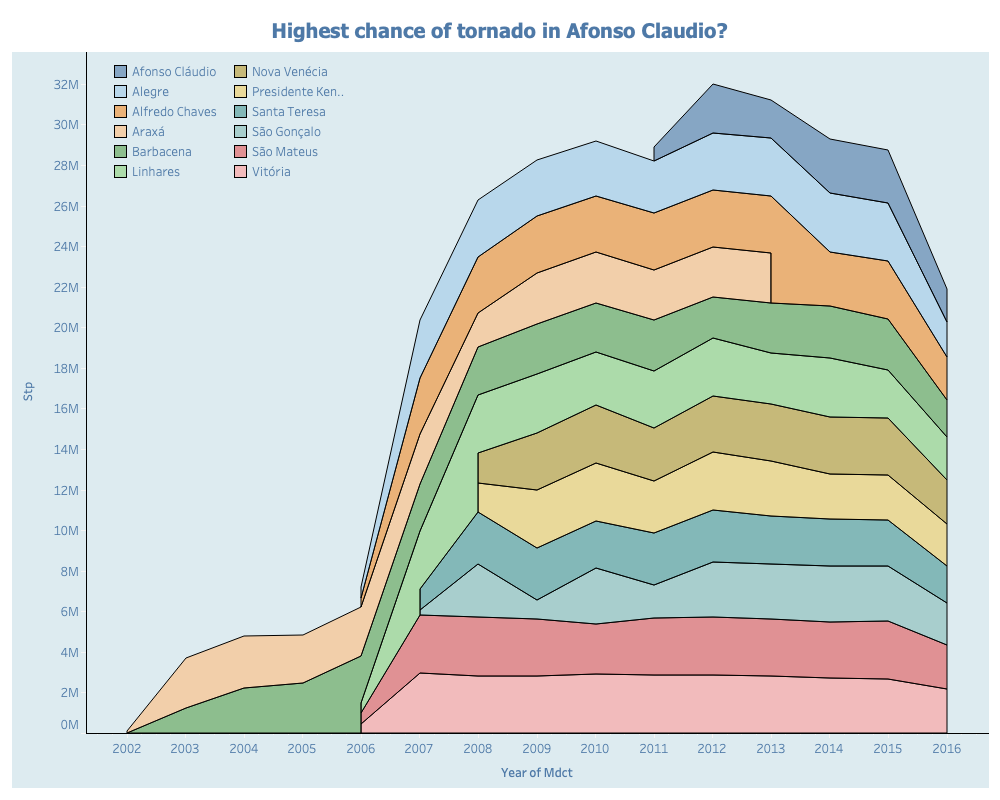 Highest chance of tornado in Afonso Claudio?
Afonso Cláudio
Alegre
Alfredo Chaves
Araxá
Barbacena
Linhares
Nova Venécia
Presidente Ken..
Santa Teresa
São Gonçalo
São Mateus
Vitória
32M
30M
28M
26M
24M
22M
20M
18M
16M
14M
12M
10M
8M
6M
4M
2M
0M
Stp
2002 2003 2004 2005 2006 2007 2008 2009 2010 2011 2012 2013 2014 2015 2016
Year of Mdct